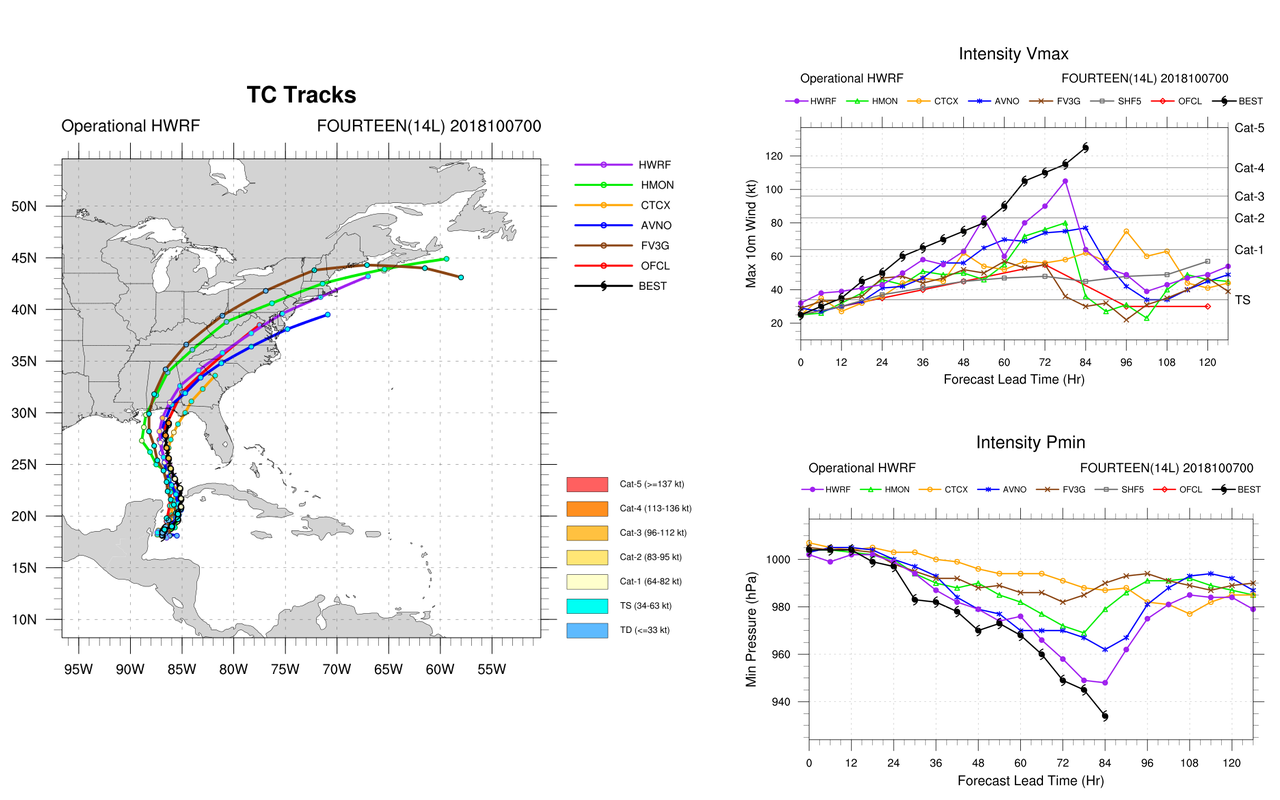 TC Tracks
Operational HWRF FOURTEEN(14L) 2018100700
50N
45N
40N
35N
30N
25N
20N
15N
10N
95W 90W 85W 80W 75W 70W 65W 60W 55W
HWRF
HMON
CTCX
AVNO
FV3G
OFCL
BEST
Cat-5 (>=137 kt)
Cat-4 (113-136 kt)
Cat-3 (96-112 kt)
Cat-2 (83-95 kt)
Cat-1 (64-82 kt)
TS (34-63 kt)
TD (<=33 kt)
Intensity Vmax
Operational HWRF FOURTEEN(14L) 2018100700
HWRF HMON CTCX AVNO FV3G SHF5 OFCL BEST
Max 10m Wind (kt)
120
100
80
60
40
20
Cat-5
Cat-4
Cat-3
Cat-2
Cat-1
TS
0 12 24 36 48 60 72 84 96 108 120
Forecast Lead Time (Hr)
Intensity Pmin
Operational HWRF FOURTEEN(14L) 2018100700
HWRF HMON CTCX AVNO FV3G SHF5 OFCL BEST
Min Pressure (hPa)
1000
980
960
940
0 12 24 36 48 60 72 84 96 108 120
Forecast Lead Time (Hr)